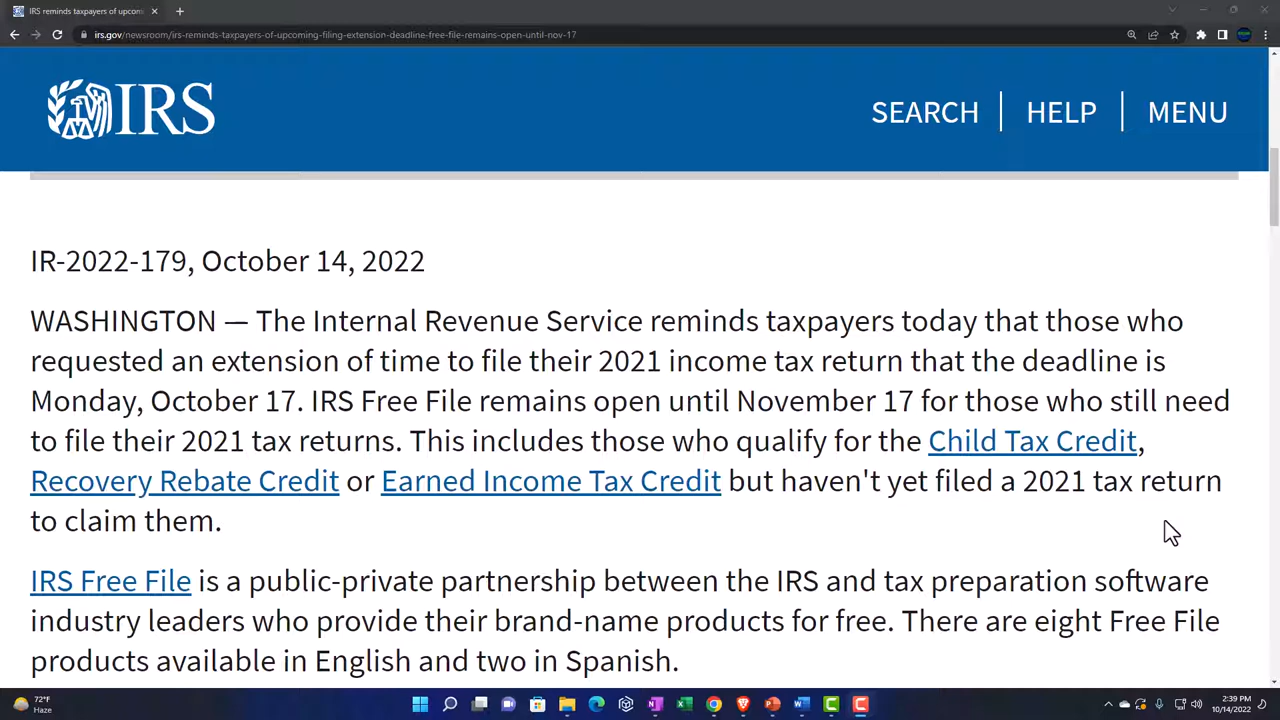 IRS reminds taxpayers of upcom
irs.gov/newsroom/irs-reminds-taxpayers-of-upcoming-filing-extension-deadline-free-file-remains-open-until-nov-17
IRS
SEARCH | HELP | MENU
IR-2022-179, October 14, 2022
WASHINGTON — The Internal Revenue Service reminds taxpayers today that those who
requested an extension of time to file their 2021 income tax return that the deadline is
Monday, October 17. IRS Free File remains open until November 17 for those who still need
to file their 2021 tax returns. This includes those who qualify for the Child Tax Credit,
Recovery Rebate Credit or Earned Income Tax Credit but haven't yet filed a 2021 tax return
to claim them.
IRS Free File is a public-private partnership between the IRS and tax preparation software
industry leaders who provide their brand-name products for free. There are eight Free File
products available in English and two in Spanish.
72°F
Haze
2:39 PM
10/14/2022